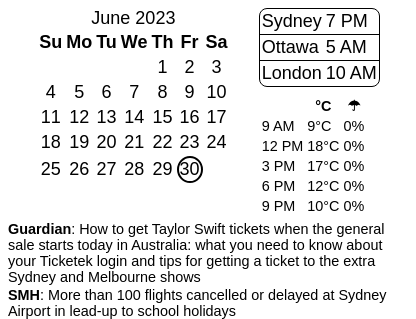 June 2023
Su Mo Tu We Th Fr Sa
1 2 3
4 5 6 7 8 9 10
11 12 13 14 15 16 17
18 19 20 21 22 23 24
25 26 27 28 29 30
Sydney 7 PM
Ottawa 5 AM
London 10 AM
°C ☂
9 AM 9°C 0%
12 PM 18°C 0%
3 PM 17°C 0%
6 PM 12°C 0%
9 PM 10°C 0%
Guardian: How to get Taylor Swift tickets when the general
sale starts today in Australia: what you need to know about
your Ticketek login and tips for getting a ticket to the extra
Sydney and Melbourne shows
SMH: More than 100 flights cancelled or delayed at Sydney
Airport in lead-up to school holidays